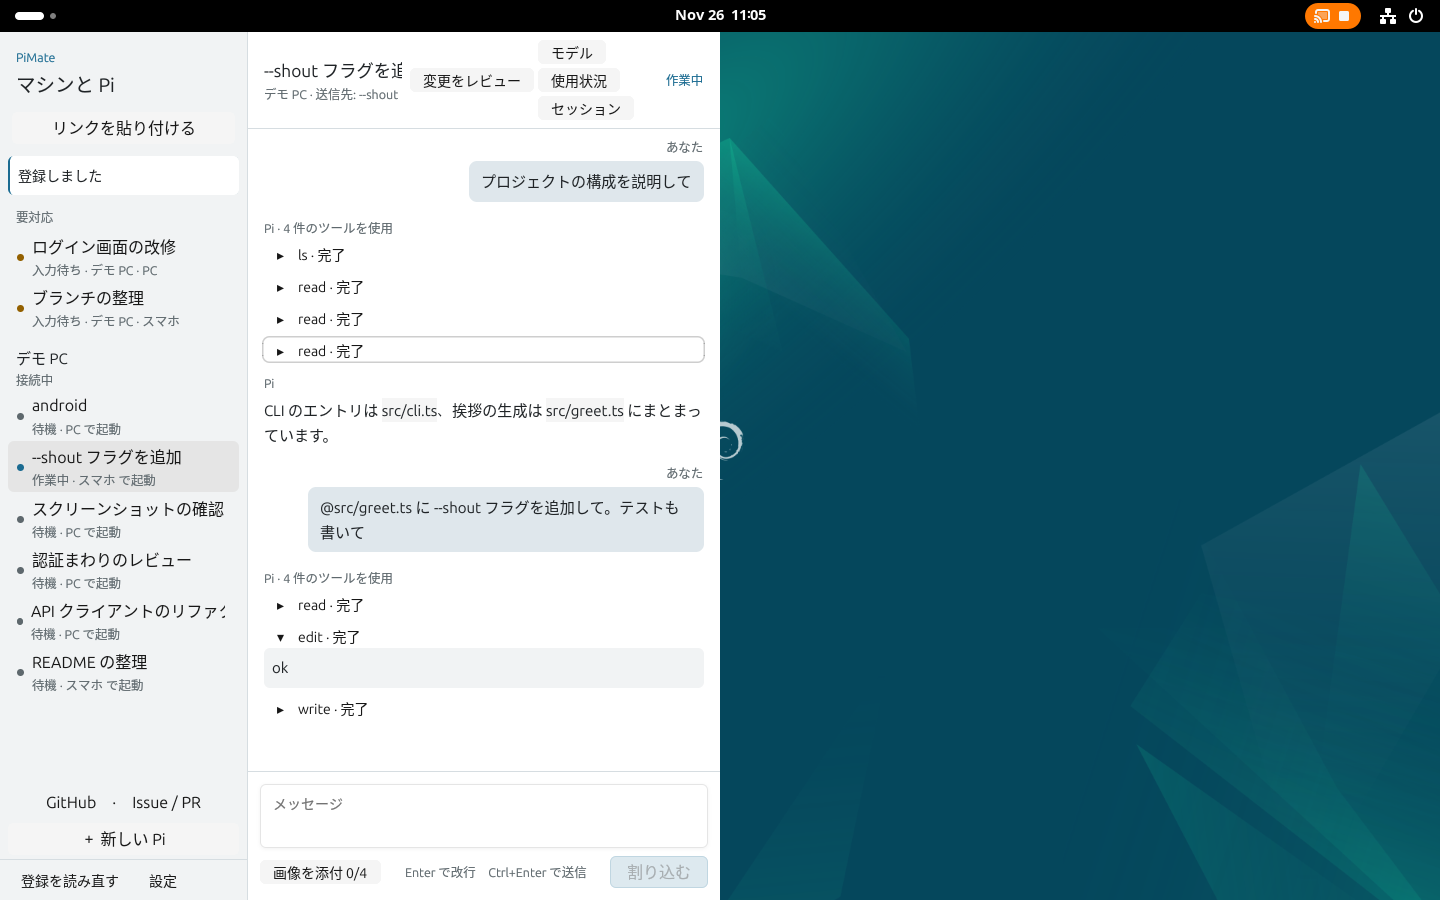 Nov 26 11:05
PiMate
マシンと Pi
リンクを貼り付ける
登録しました
要対応
ログイン画面の改修
入力待ち · デモ PC · PC
ブランチの整理
入力待ち · デモ PC · スマホ
デモ PC
接続中
android
待機 · PC で起動
--shout フラグを追加
作業中 · スマホ で起動
スクリーンショットの確認
待機 · PC で起動
認証まわりのレビュー
待機 · PC で起動
API クライアントのリファク
待機 · PC で起動
README の整理
待機 · スマホ で起動
GitHub · Issue / PR
+ 新しい Pi
登録を読み直す 設定
--shout フラグを追
デモ PC · 送信先: --shout
変更をレビュー
モデル
使用状況
セッション
作業中
あなた
プロジェクトの構成を説明して
Pi · 4 件のツールを使用
▸ ls · 完了
▸ read · 完了
▸ read · 完了
▸ read · 完了
Pi
CLI のエントリは src/cli.ts、挨拶の生成は src/greet.ts にまとまっ
ています。
あなた
@src/greet.ts に --shout フラグを追加して。テストも
書いて
Pi · 4 件のツールを使用
▸ read · 完了
▾ edit · 完了
ok
▸ write · 完了
メッセージ
画像を添付 0/4 Enter で改行 Ctrl+Enter で送信 割り込む